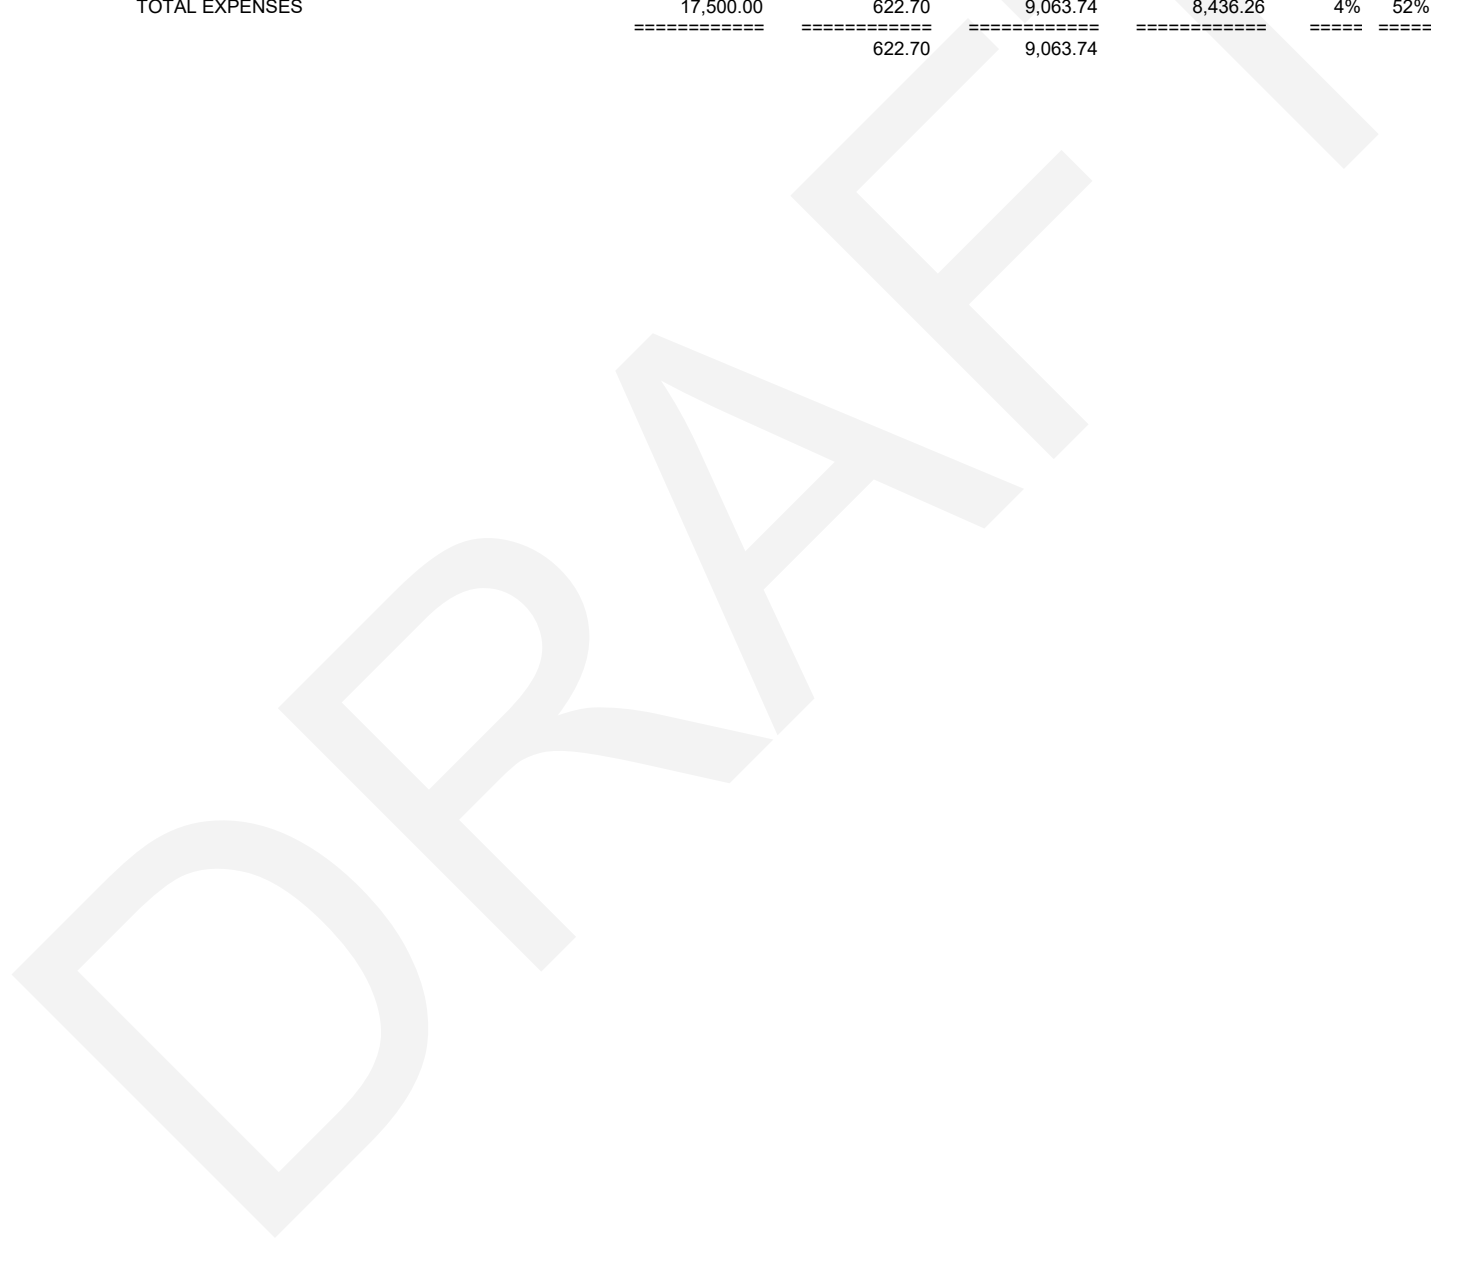 TOTAL EXPENSES 17,500.00 622.70 9,063.74 8,436.26 4% 52%
============ ============ ============ ============ ===== =====
622.70 9,063.74
DRAFT